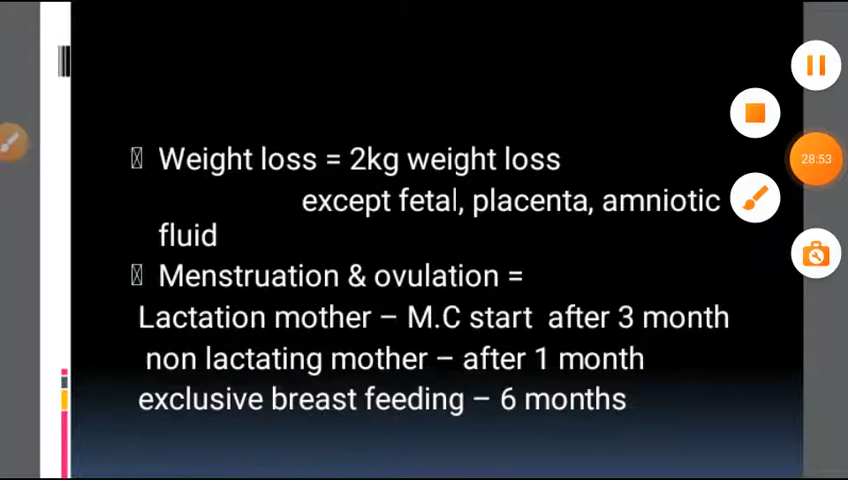 Weight loss = 2kg weight loss
except fetal, placenta, amniotic
fluid
Menstruation & ovulation =
Lactation mother – M.C start after 3 month
non lactating mother – after 1 month
exclusive breast feeding – 6 months
28:53